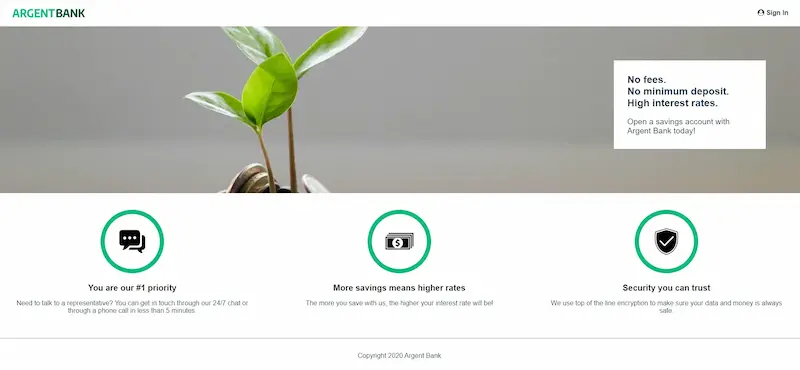 ARGENTBANK
Sign In
No fees.
No minimum deposit.
High interest rates.
Open a savings account with
Argent Bank today!
You are our #1 priority
Need to talk to a representative? You can get in touch through our 24/7 chat or
through a phone call in less than 5 minutes.
More savings means higher rates
The more you save with us, the higher your interest rate will be!
Security you can trust
We use top of the line encryption to make sure your data and money is always
safe.
Copyright 2020 Argent Bank